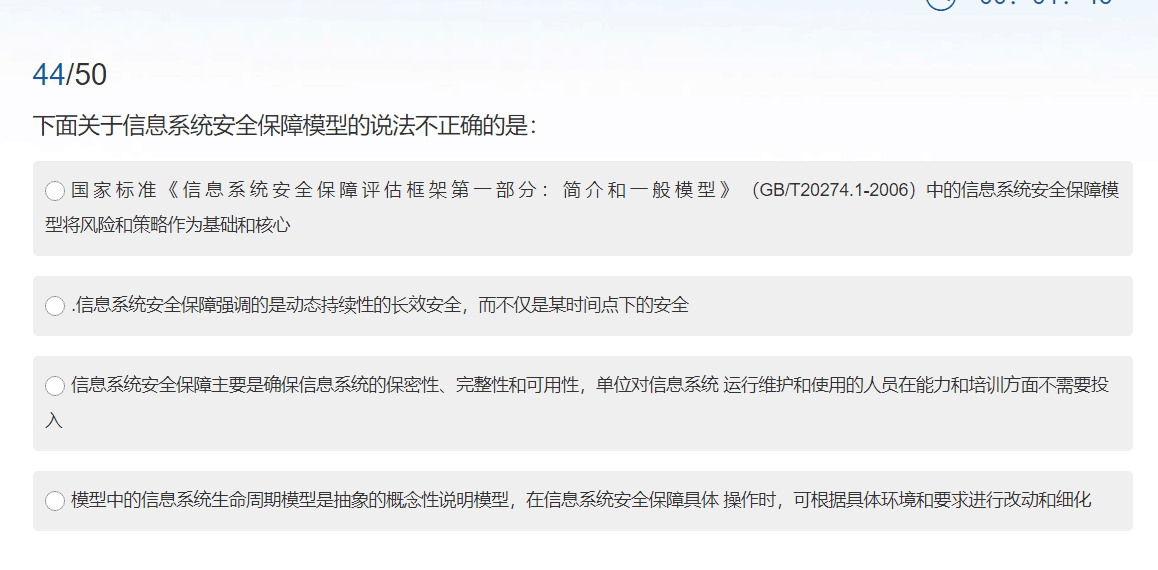 44/50
下面关于信息系统安全保障模型的说法不正确的是：
国家标准《信息系统安全保障评估框架第一部分：简介和一般模型》（GB/T20274.1-2006）中的信息系统安全保障模
型将风险和策略作为基础和核心
.信息系统安全保障强调的是动态持续性的长效安全，而不仅是某时间点下的安全
信息系统安全保障主要是确保信息系统的保密性、完整性和可用性，单位对信息系统 运行维护和使用的人员在能力和培训方面不需要投
入
模型中的信息系统生命周期模型是抽象的概念性说明模型，在信息系统安全保障具体 操作时，可根据具体环境和要求进行改动和细化